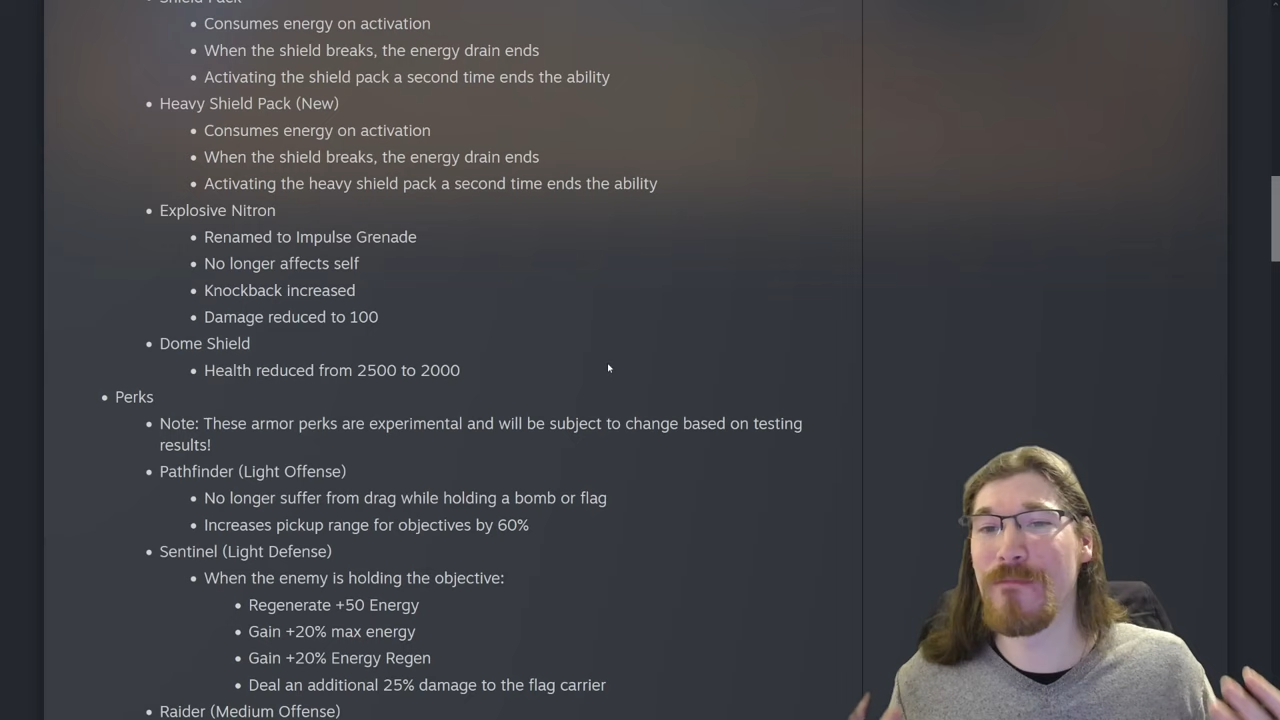 Shield Pack
Consumes energy on activation
When the shield breaks, the energy drain ends
Activating the shield pack a second time ends the ability
Heavy Shield Pack (New)
Consumes energy on activation
When the shield breaks, the energy drain ends
Activating the heavy shield pack a second time ends the ability
Explosive Nitron
Renamed to Impulse Grenade
No longer affects self
Knockback increased
Damage reduced to 100
Dome Shield
Health reduced from 2500 to 2000
Perks
Note: These armor perks are experimental and will be subject to change based on testing
results!
Pathfinder (Light Offense)
No longer suffer from drag while holding a bomb or flag
Increases pickup range for objectives by 60%
Sentinel (Light Defense)
When the enemy is holding the objective:
Regenerate +50 Energy
Gain +20% max energy
Gain +20% Energy Regen
Deal an additional 25% damage to the flag carrier
Raider (Medium Offense)